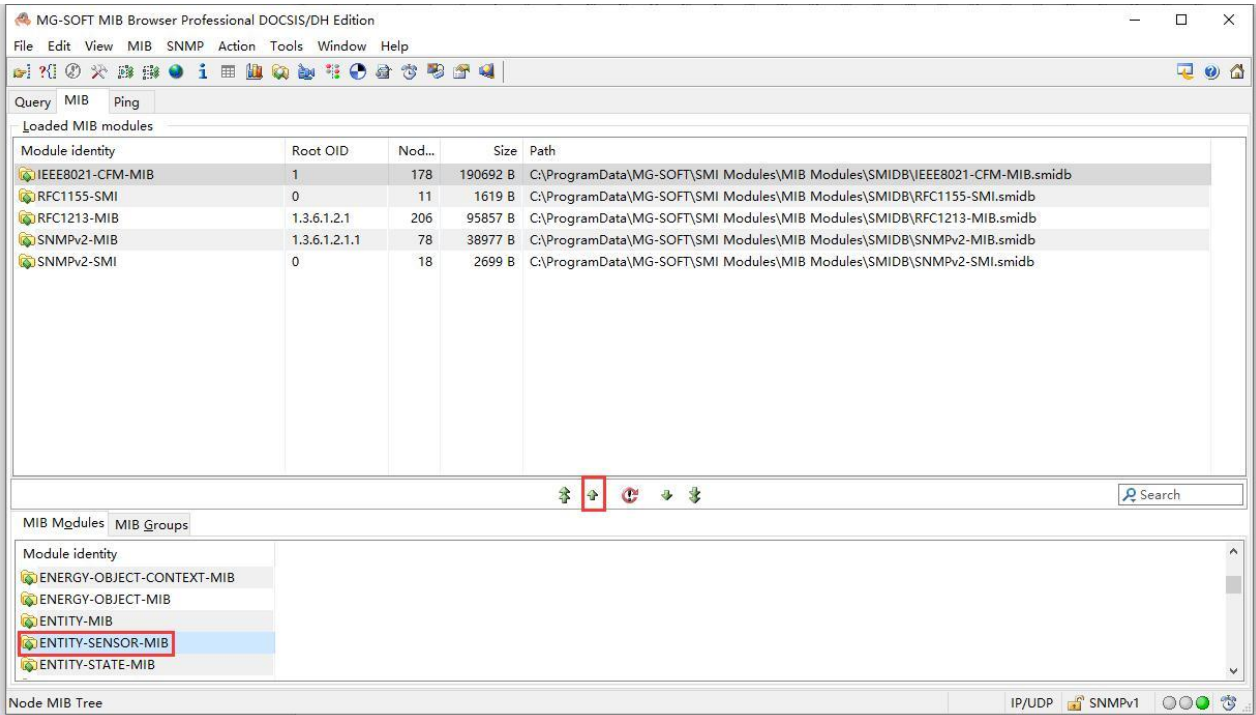 MG-SOFT MIB Browser Professional DOCSIS/DH Edition
File Edit View MIB SNMP Action Tools Window Help
Query MIB Ping
Loaded MIB modules
Module identity Root OID Nod... Size Path
IEEE8021-CFM-MIB 1 178 190692 B C:\ProgramData\MG-SOFT\SMI Modules\MIB Modules\SMIDB\IEEE8021-CFM-MIB.smidb
RFC1155-SMI 0 11 1619 B C:\ProgramData\MG-SOFT\SMI Modules\MIB Modules\SMIDB\RFC1155-SMI.smidb
RFC1213-MIB 1.3.6.1.2.1 206 95857 B C:\ProgramData\MG-SOFT\SMI Modules\MIB Modules\SMIDB\RFC1213-MIB.smidb
SNMPv2-MIB 1.3.6.1.2.1.1 78 38977 B C:\ProgramData\MG-SOFT\SMI Modules\MIB Modules\SMIDB\SNMPv2-MIB.smidb
SNMPv2-SMI 0 18 2699 B C:\ProgramData\MG-SOFT\SMI Modules\MIB Modules\SMIDB\SNMPv2-SMI.smidb
Search
MIB Modules MIB Groups
Module identity
ENERGY-OBJECT-CONTEXT-MIB
ENERGY-OBJECT-MIB
ENTITY-MIB
ENTITY-SENSOR-MIB
ENTITY-STATE-MIB
Node MIB Tree IP/UDP SNMPv1